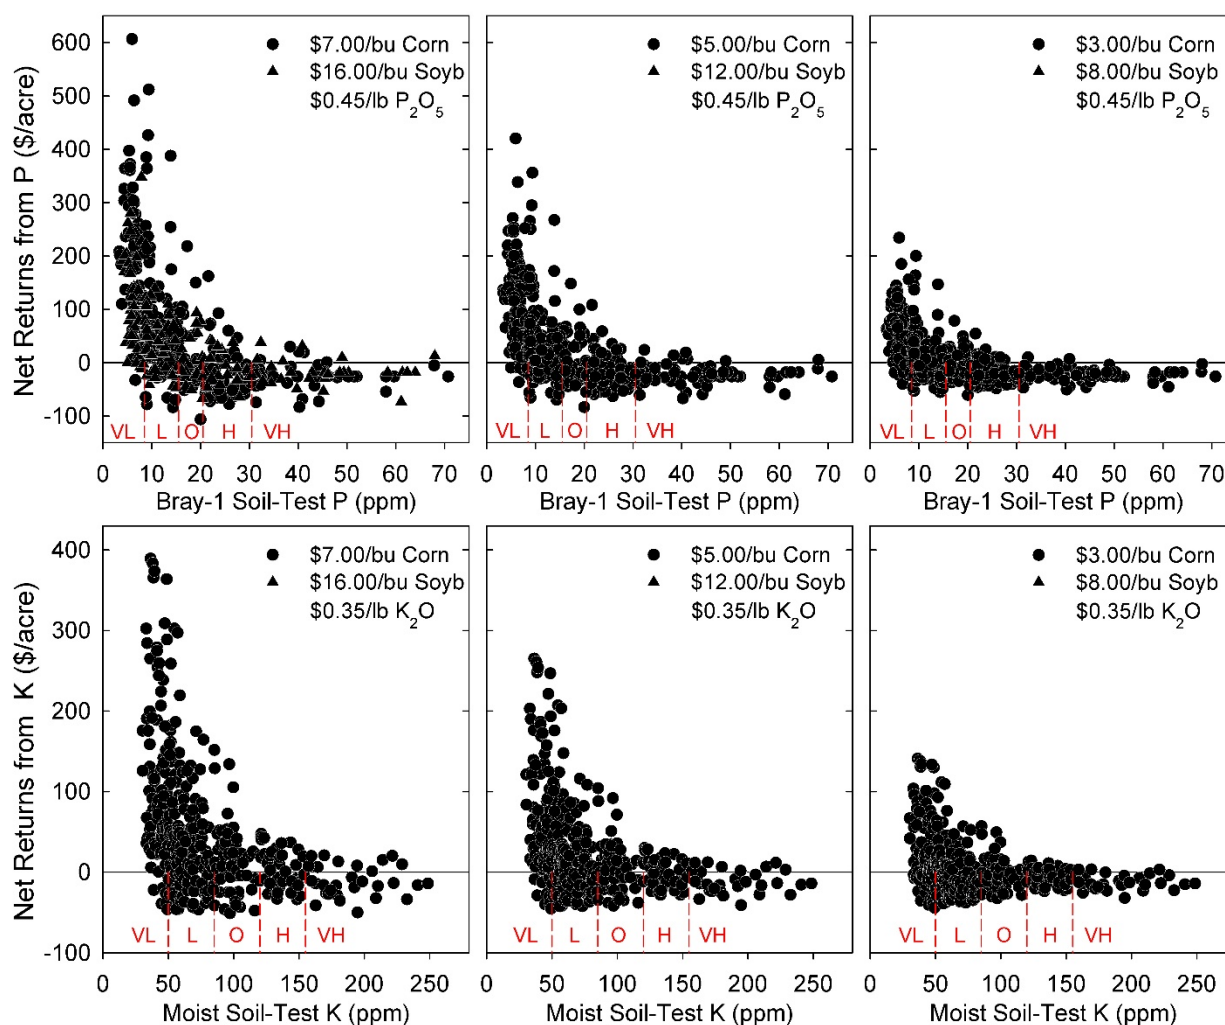 Net Returns from P ($/acre)
600
500
400
300
200
100
0
-100
$7.00/bu Corn
$16.00/bu Soyb
$0.45/lb P₂O₅
VL L O H VH
0 10 20 30 40 50 60 70
Bray-1 Soil-Test P (ppm)
$5.00/bu Corn
$12.00/bu Soyb
$0.45/lb P₂O₅
VL L O H VH
0 10 20 30 40 50 60 70
Bray-1 Soil-Test P (ppm)
$3.00/bu Corn
$8.00/bu Soyb
$0.45/lb P₂O₅
VL L O H VH
0 10 20 30 40 50 60 70
Bray-1 Soil-Test P (ppm)
Net Returns from K ($/acre)
400
300
200
100
0
-100
$7.00/bu Corn
$16.00/bu Soyb
$0.35/lb K₂O
VL L O H VH
0 50 100 150 200 250
Moist Soil-Test K (ppm)
$5.00/bu Corn
$12.00/bu Soyb
$0.35/lb K₂O
VL L O H VH
0 50 100 150 200 250
Moist Soil-Test K (ppm)
$3.00/bu Corn
$8.00/bu Soyb
$0.35/lb K₂O
VL L O H VH
0 50 100 150 200 250
Moist Soil-Test K (ppm)